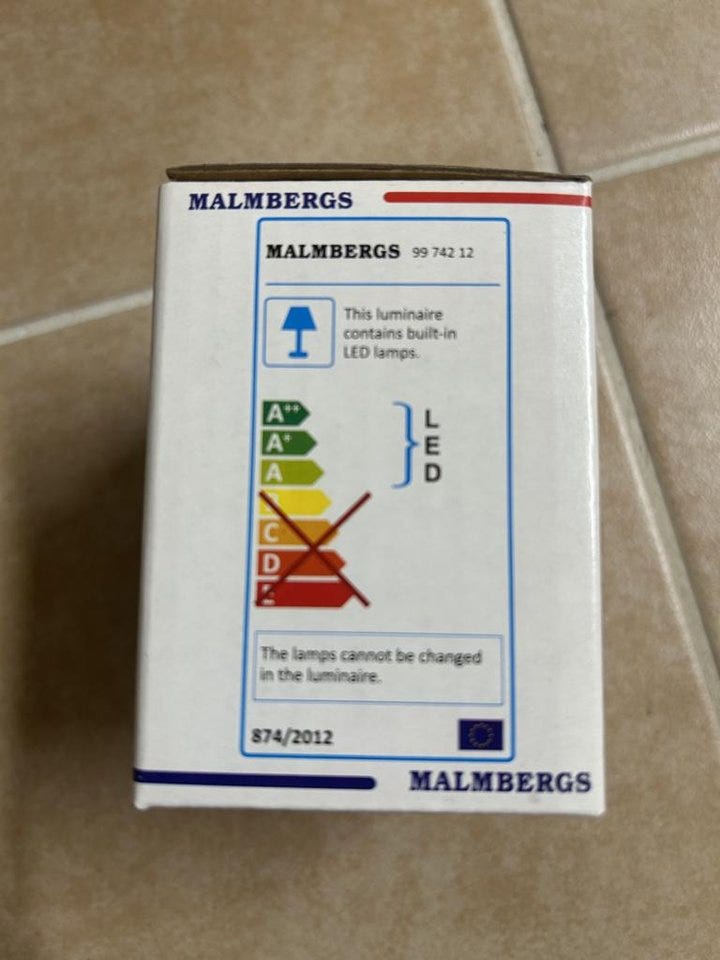 MALMBERGS
MALMBERGS 99 742 12
This luminaire
contains built-in
LED lamps.
A++
A+
A
C
D
E
L
E
D
The lamps cannot be changed
in the luminaire.
874/2012
MALMBERGS